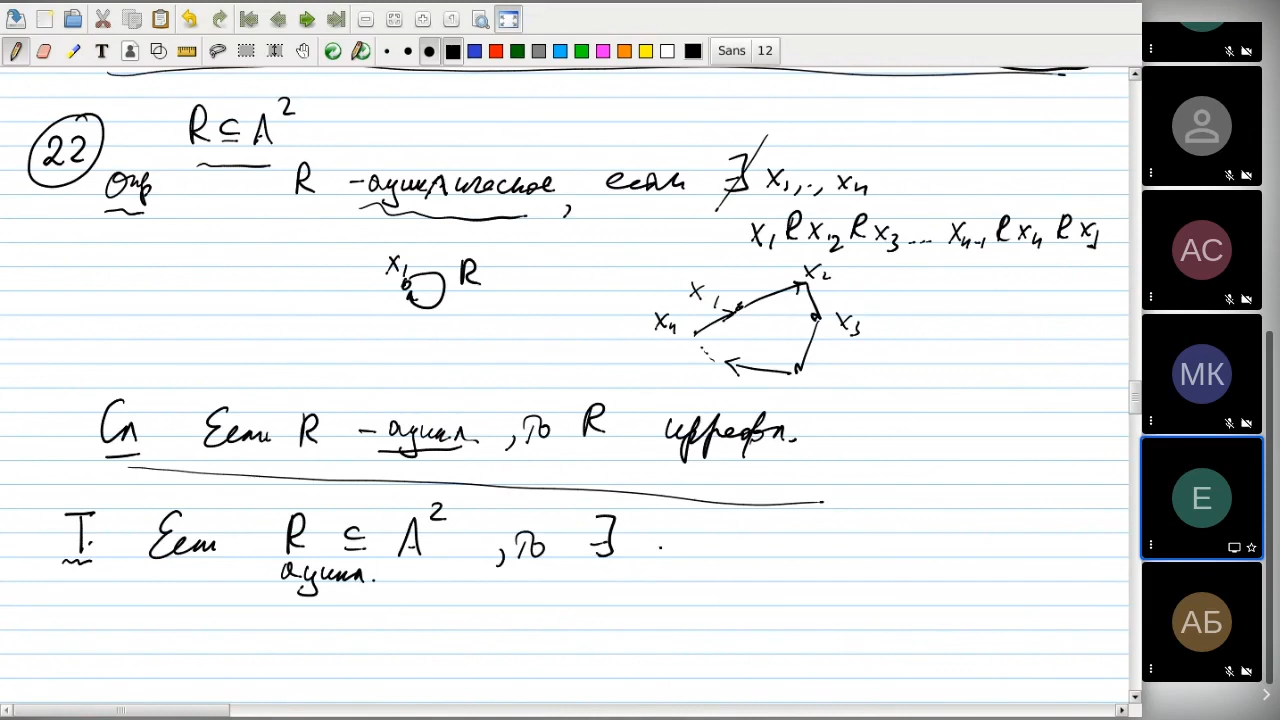 Sans 12
22 R ⊆ A²
Опр R - ациклическое, если ∄ x₁,.., xₙ
x₁ R x₂ R x₃ ... xₙ₋₁ R xₙ R x₁
x₁ R
x₁ x₂
xₙ x₃
Сл Если R - ацикл., то R иррефл.
T. Если R ⊆ A², то ∃ .
ацикл.
АС
МК
Е
АБ